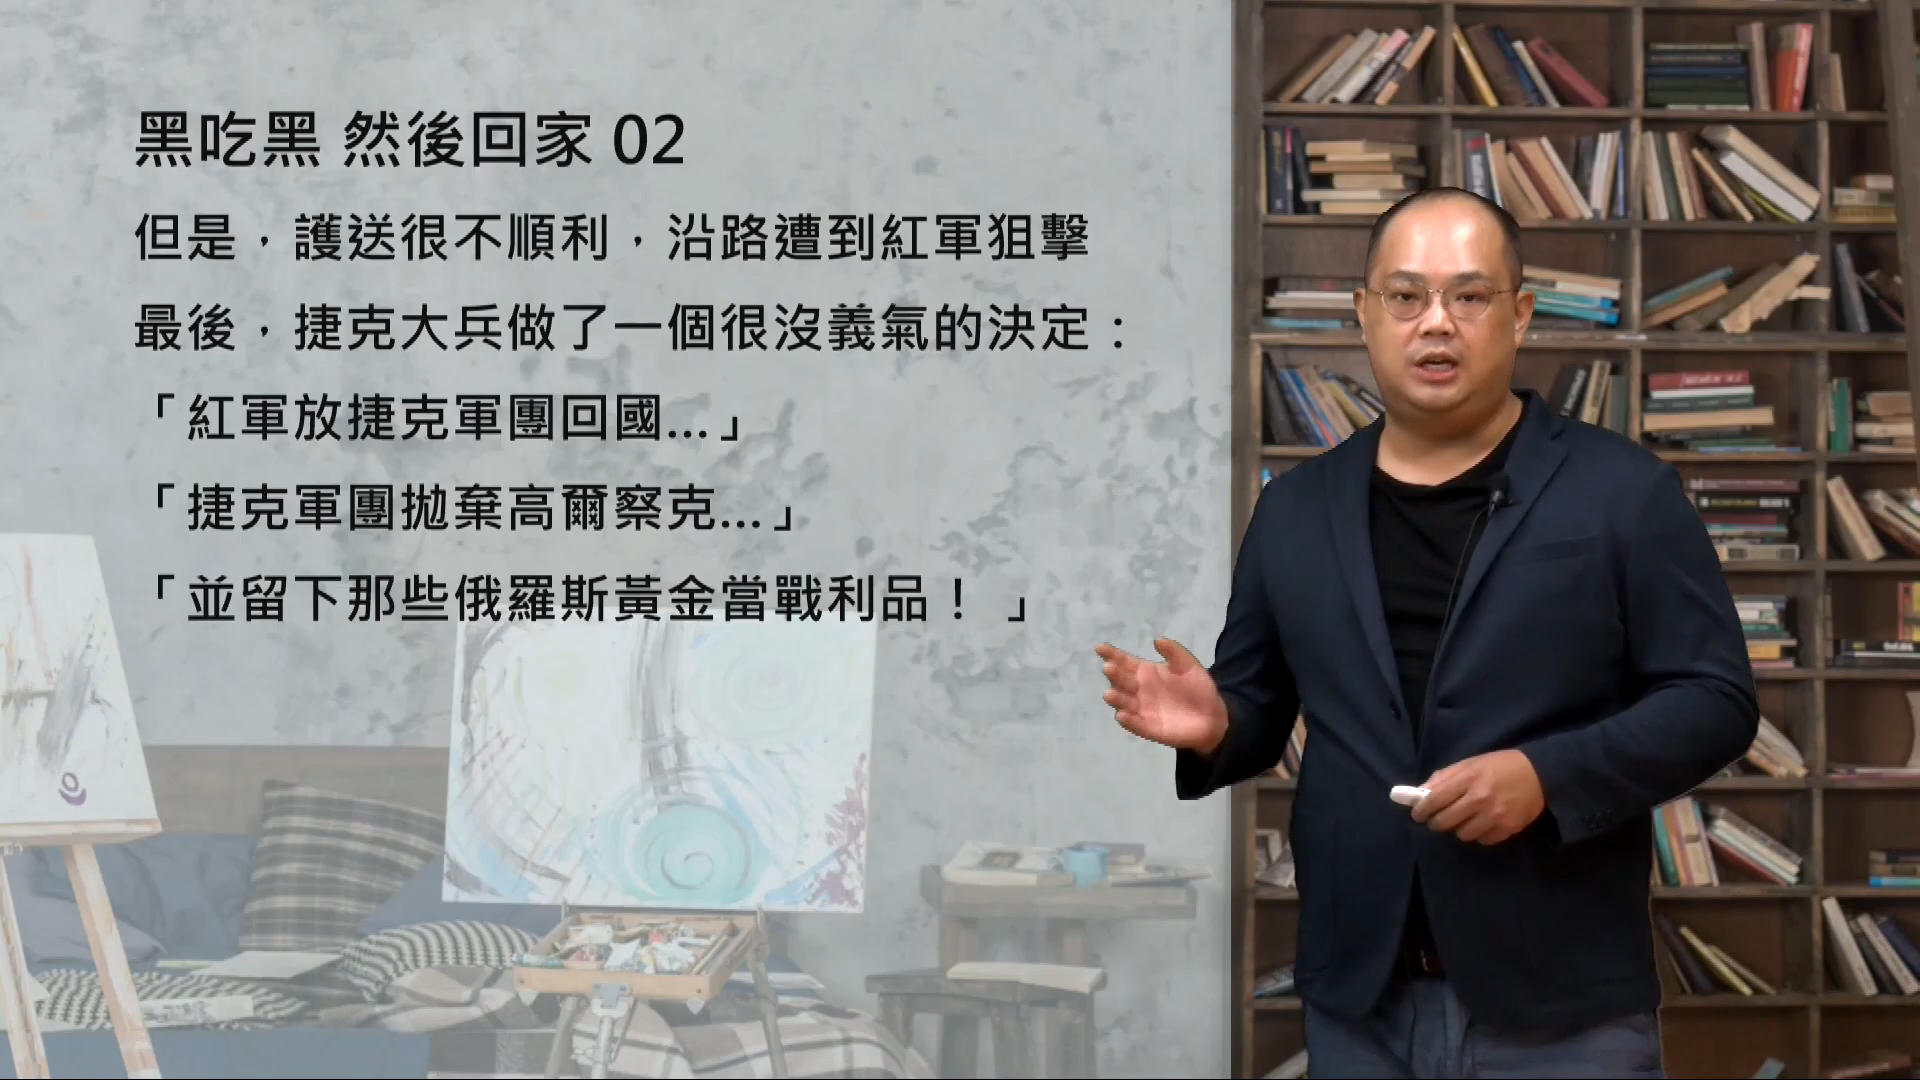 黑吃黑 然後回家 02
但是，護送很不順利，沿路遭到紅軍狙擊
最後，捷克大兵做了一個很沒義氣的決定：
「紅軍放捷克軍團回國...」
「捷克軍團拋棄高爾察克...」
「並留下那些俄羅斯黃金當戰利品！ 」